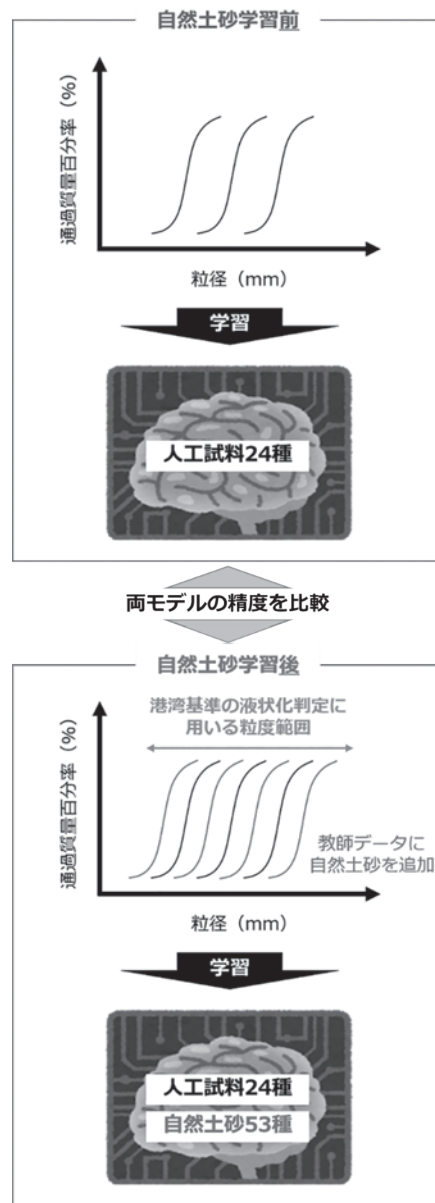 自然土砂学習前
通過質量百分率（%）
粒径（mm）
学習
人工試料24種
両モデルの精度を比較
自然土砂学習後
港湾基準の液状化判定に
用いる粒度範囲
通過質量百分率（%）
教師データに
自然土砂を追加
粒径（mm）
学習
人工試料24種
自然土砂53種